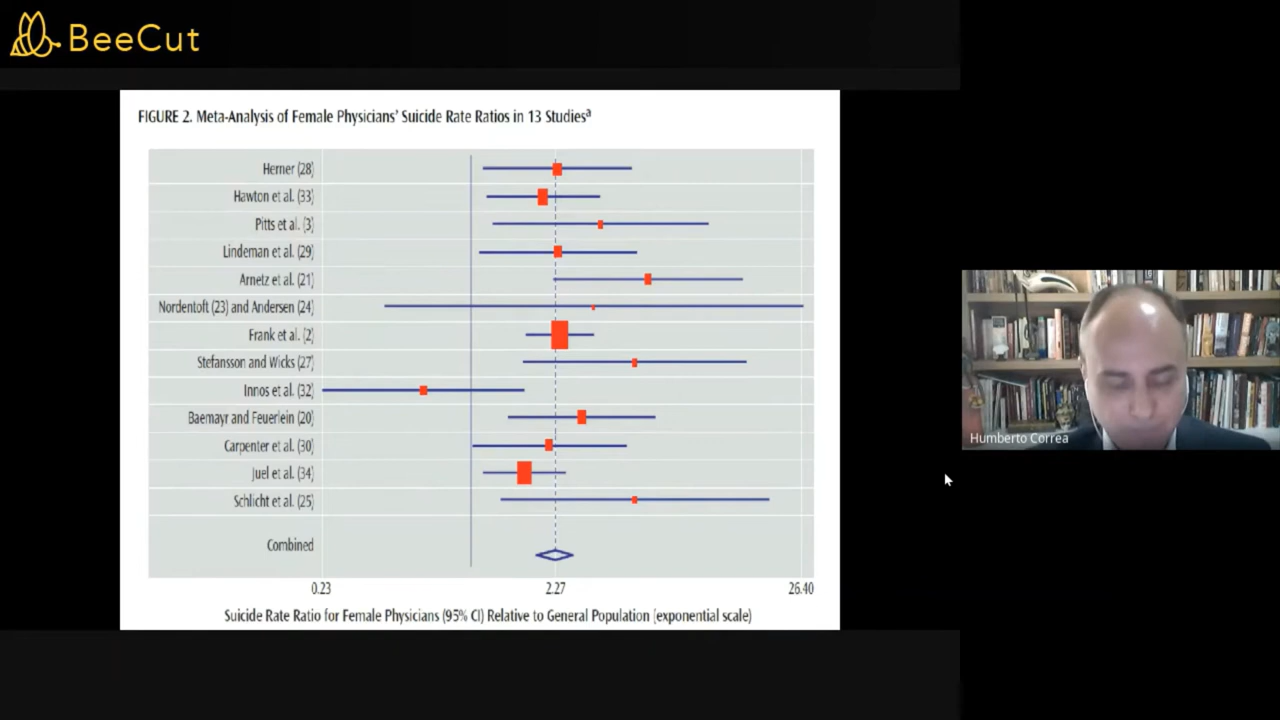 BeeCut
FIGURE 2. Meta-Analysis of Female Physicians' Suicide Rate Ratios in 13 Studiesª
Herner (28)
Hawton et al. (33)
Pitts et al. (3)
Lindeman et al. (29)
Arnetz et al. (21)
Nordentoft (23) and Andersen (24)
Frank et al. (2)
Stefansson and Wicks (27)
Innos et al. (32)
Baemayr and Feuerlein (20)
Carpenter et al. (30)
Juel et al. (34)
Schlicht et al. (25)
Combined
0.23 2.27 26.40
Suicide Rate Ratio for Female Physicians (95% CI) Relative to General Population (exponential scale)
Humberto Correa